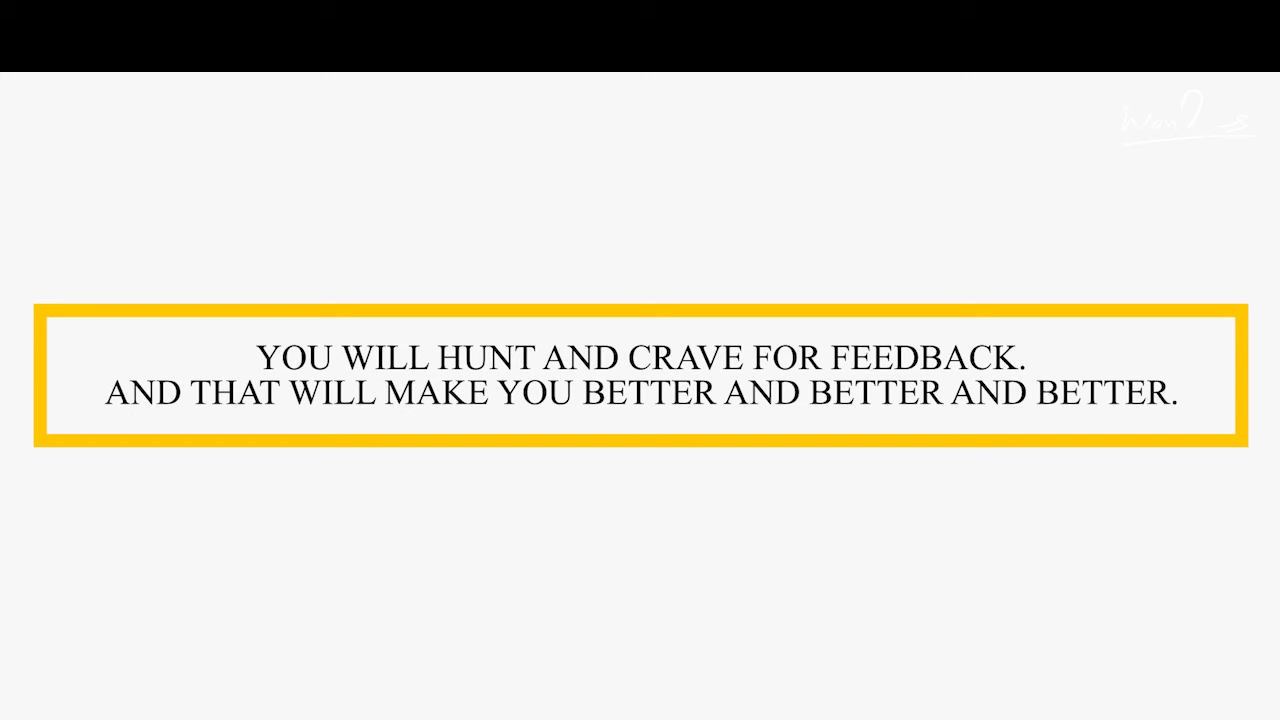 YOU WILL HUNT AND CRAVE FOR FEEDBACK.
AND THAT WILL MAKE YOU BETTER AND BETTER AND BETTER.